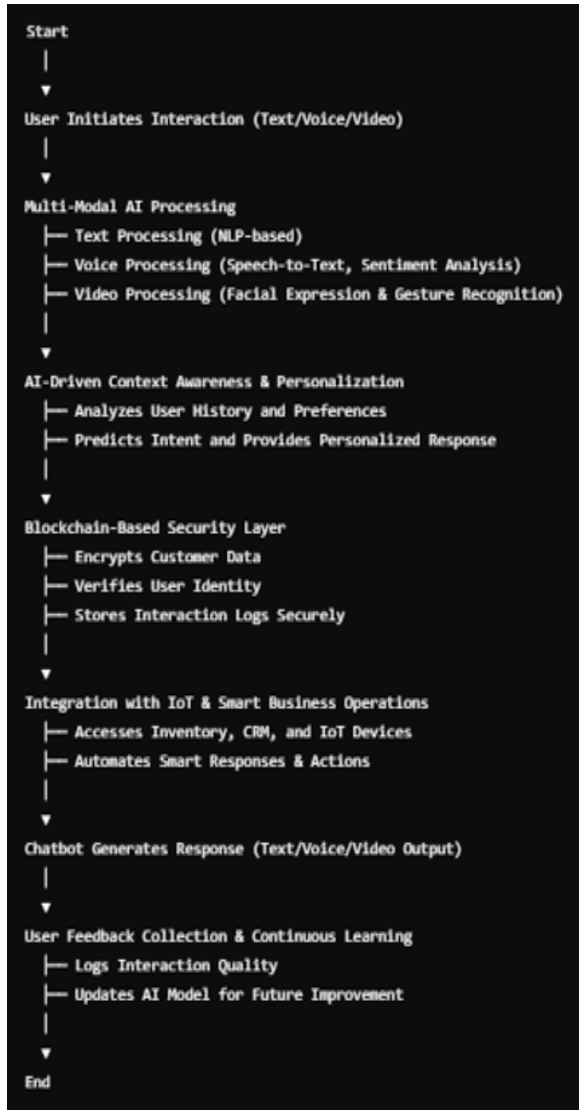 Start
User Initiates Interaction (Text/Voice/Video)
Multi-Modal AI Processing
Text Processing (NLP-based)
Voice Processing (Speech-to-Text, Sentiment Analysis)
Video Processing (Facial Expression & Gesture Recognition)
AI-Driven Context Awareness & Personalization
Analyzes User History and Preferences
Predicts Intent and Provides Personalized Response
Blockchain-Based Security Layer
Encrypts Customer Data
Verifies User Identity
Stores Interaction Logs Securely
Integration with IoT & Smart Business Operations
Accesses Inventory, CRM, and IoT Devices
Automates Smart Responses & Actions
Chatbot Generates Response (Text/Voice/Video Output)
User Feedback Collection & Continuous Learning
Logs Interaction Quality
Updates AI Model for Future Improvement
End